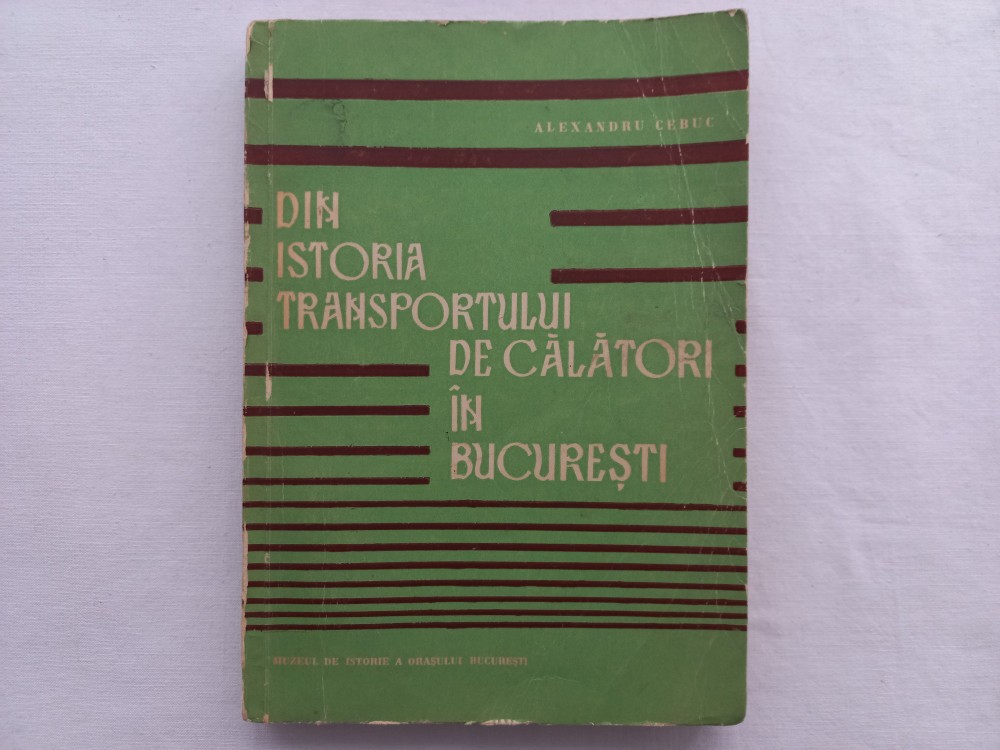 ALEXANDRU CEBUC
DIN
ISTORIA
TRANSPORTULUI
DE CĂLĂTORI
ÎN
BUCUREȘTI
MUZEUL DE ISTORIE A ORAȘULUI BUCUREȘTI